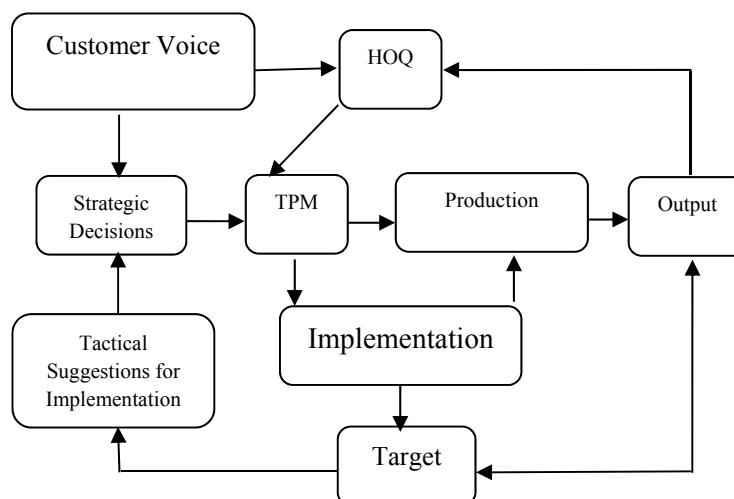 Customer Voice
HOQ
Strategic
Decisions
TPM
Production
Output
Tactical
Suggestions for
Implementation
Implementation
Target